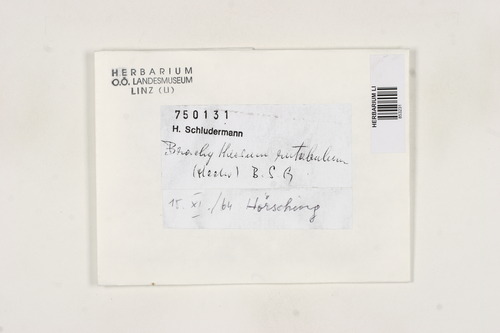 HERBARIUM
O.Ö. LANDESMUSEUM
LINZ (LI)
750131
H. Schludermann
Brachythecium rutabulum
(Hedw.) B. S. G.
15. XI. /64 Hörsching
HERBARIUM LI